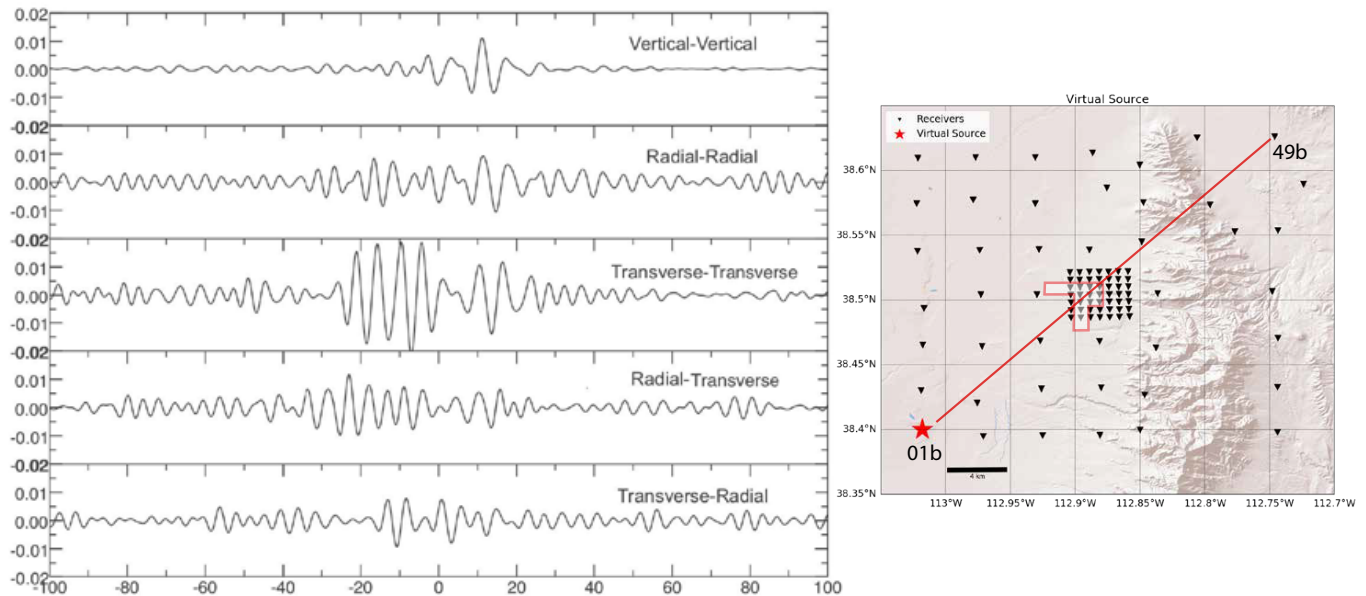 0.02
0.01
0.00
-0.01
-0.02
Vertical-Vertical
0.01
0.00
-0.01
-0.02
Radial-Radial
0.01
0.00
-0.01
-0.02
Transverse-Transverse
0.01
0.00
-0.01
-0.02
Radial-Transverse
0.01
0.00
-0.01
-0.02
Transverse-Radial
-100 -80 -60 -40 -20 0 20 40 60 80 100
Virtual Source
Receivers
Virtual Source
49b
38.6°N
38.55°N
38.5°N
38.45°N
38.4°N
38.35°N
01b
4 km
113°W 112.95°W 112.9°W 112.85°W 112.8°W 112.75°W 112.7°W